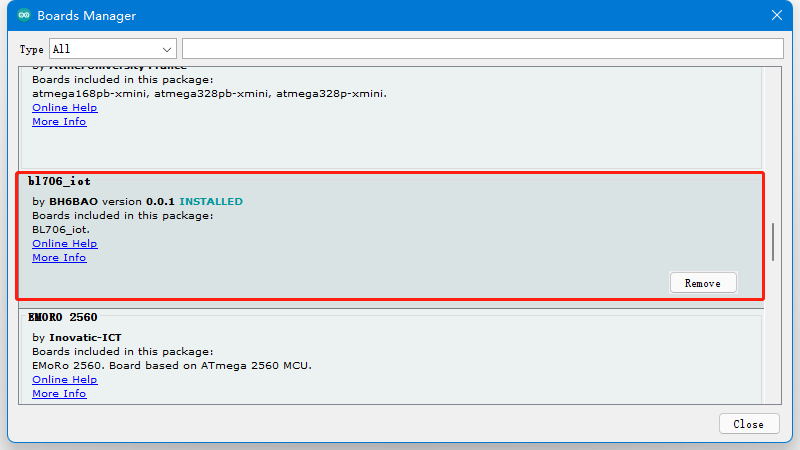 Boards Manager
Type All
by Atmel University France
Boards included in this package:
atmega168pb-xmini, atmega328pb-xmini, atmega328p-xmini.
Online Help
More Info
bl706_iot
by BH6BAO version 0.0.1 INSTALLED
Boards included in this package:
BL706_iot.
Online Help
More Info
Remove
EMORO 2560
by Inovatic-ICT
Boards included in this package:
EMoRo 2560. Board based on ATmega 2560 MCU.
Online Help
More Info
Close